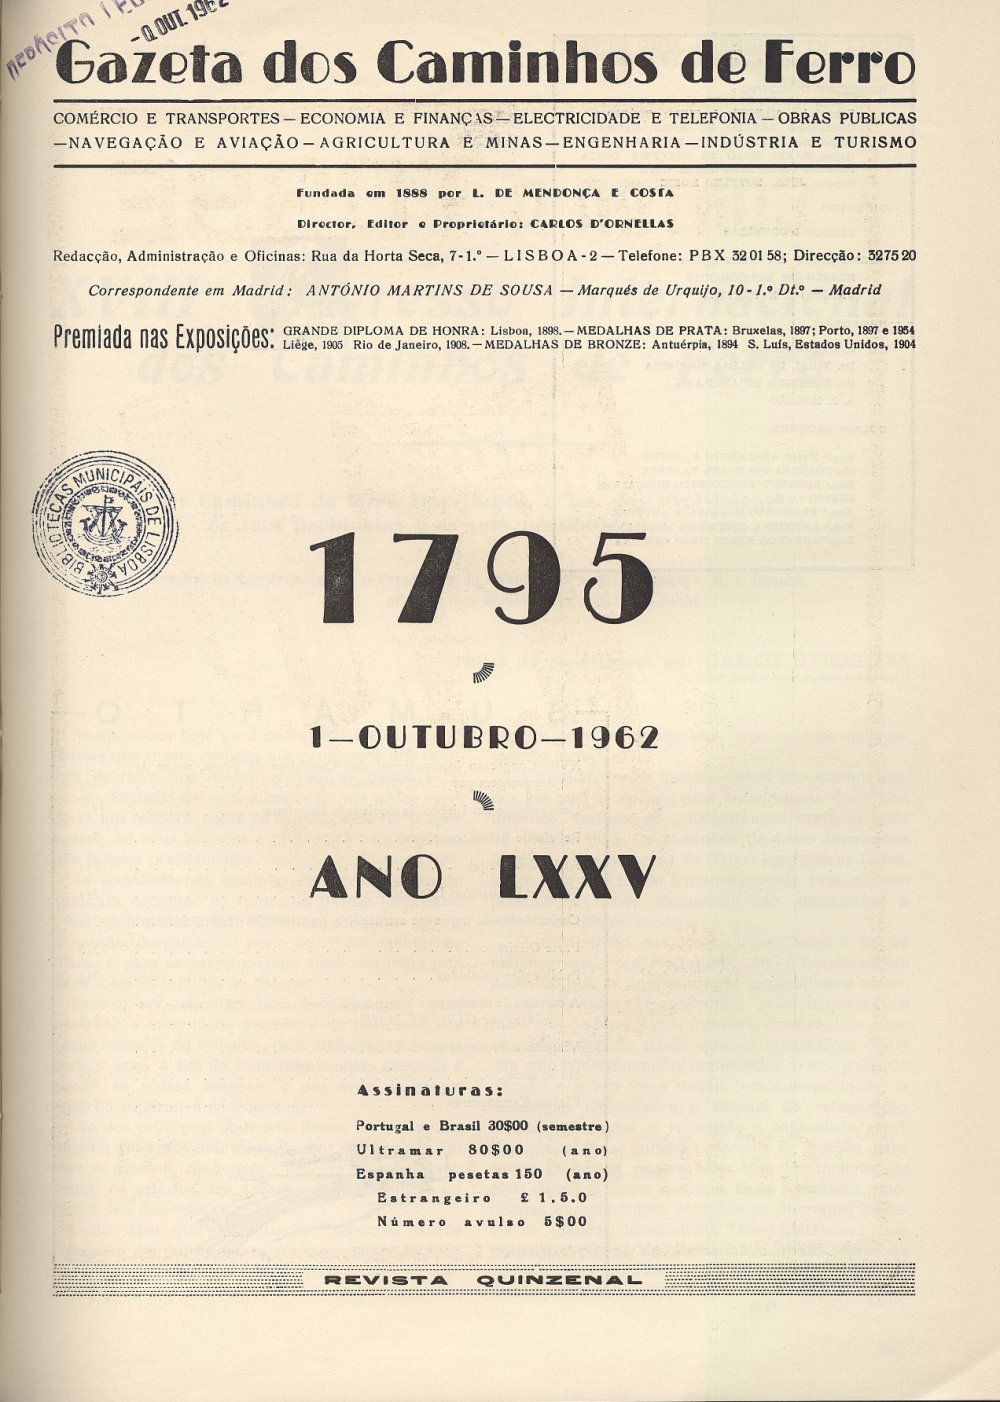 DEPÓSITO LEG
OUT. 1962
Gazeta dos Caminhos de Ferro
COMÉRCIO E TRANSPORTES — ECONOMIA E FINANÇAS — ELECTRICIDADE E TELEFONIA — OBRAS PÚBLICAS
— NAVEGAÇÃO E AVIAÇÃO — AGRICULTURA E MINAS — ENGENHARIA — INDÚSTRIA E TURISMO
Fundada em 1888 por L. DE MENDONÇA E COSTA
Director, Editor e Proprietário: CARLOS D'ORNELLAS
Redacção, Administração e Oficinas: Rua da Horta Seca, 7-1.º — LISBOA-2 — Telefone: PBX 320158; Direcção: 327520
Correspondente em Madrid: ANTÓNIO MARTINS DE SOUSA — Marqués de Urquijo, 10-1.º Dt.º — Madrid
Premiada nas Exposições: GRANDE DIPLOMA DE HONRA: Lisboa, 1898. — MEDALHAS DE PRATA: Bruxelas, 1897; Porto, 1897 e 1954
Liège, 1905 Rio de Janeiro, 1908. — MEDALHAS DE BRONZE: Antuérpia, 1894 S. Luís, Estados Unidos, 1904
BIBLIOTECAS MUNICIPAIS DE LISBOA
1795
1—OUTUBRO—1962
ANO LXXV
Assinaturas:
Portugal e Brasil 30$00 (semestre)
Ultramar 80$00 (ano)
Espanha pesetas 150 (ano)
Estrangeiro £ 1.5.0
Número avulso 5$00
REVISTA QUINZENAL